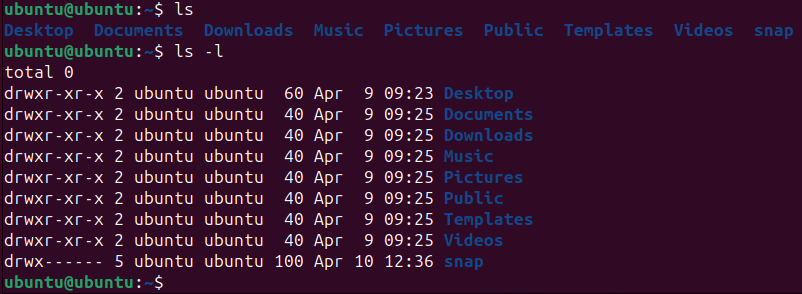 ubuntu@ubuntu:~$ ls
Desktop  Documents  Downloads  Music  Pictures  Public  Templates  Videos  snap
ubuntu@ubuntu:~$ ls -l
total 0
drwxr-xr-x 2 ubuntu ubuntu  60 Apr  9 09:23 Desktop
drwxr-xr-x 2 ubuntu ubuntu  40 Apr  9 09:25 Documents
drwxr-xr-x 2 ubuntu ubuntu  40 Apr  9 09:25 Downloads
drwxr-xr-x 2 ubuntu ubuntu  40 Apr  9 09:25 Music
drwxr-xr-x 2 ubuntu ubuntu  40 Apr  9 09:25 Pictures
drwxr-xr-x 2 ubuntu ubuntu  40 Apr  9 09:25 Public
drwxr-xr-x 2 ubuntu ubuntu  40 Apr  9 09:25 Templates
drwxr-xr-x 2 ubuntu ubuntu  40 Apr  9 09:25 Videos
drwx------ 5 ubuntu ubuntu 100 Apr 10 12:36 snap
ubuntu@ubuntu:~$